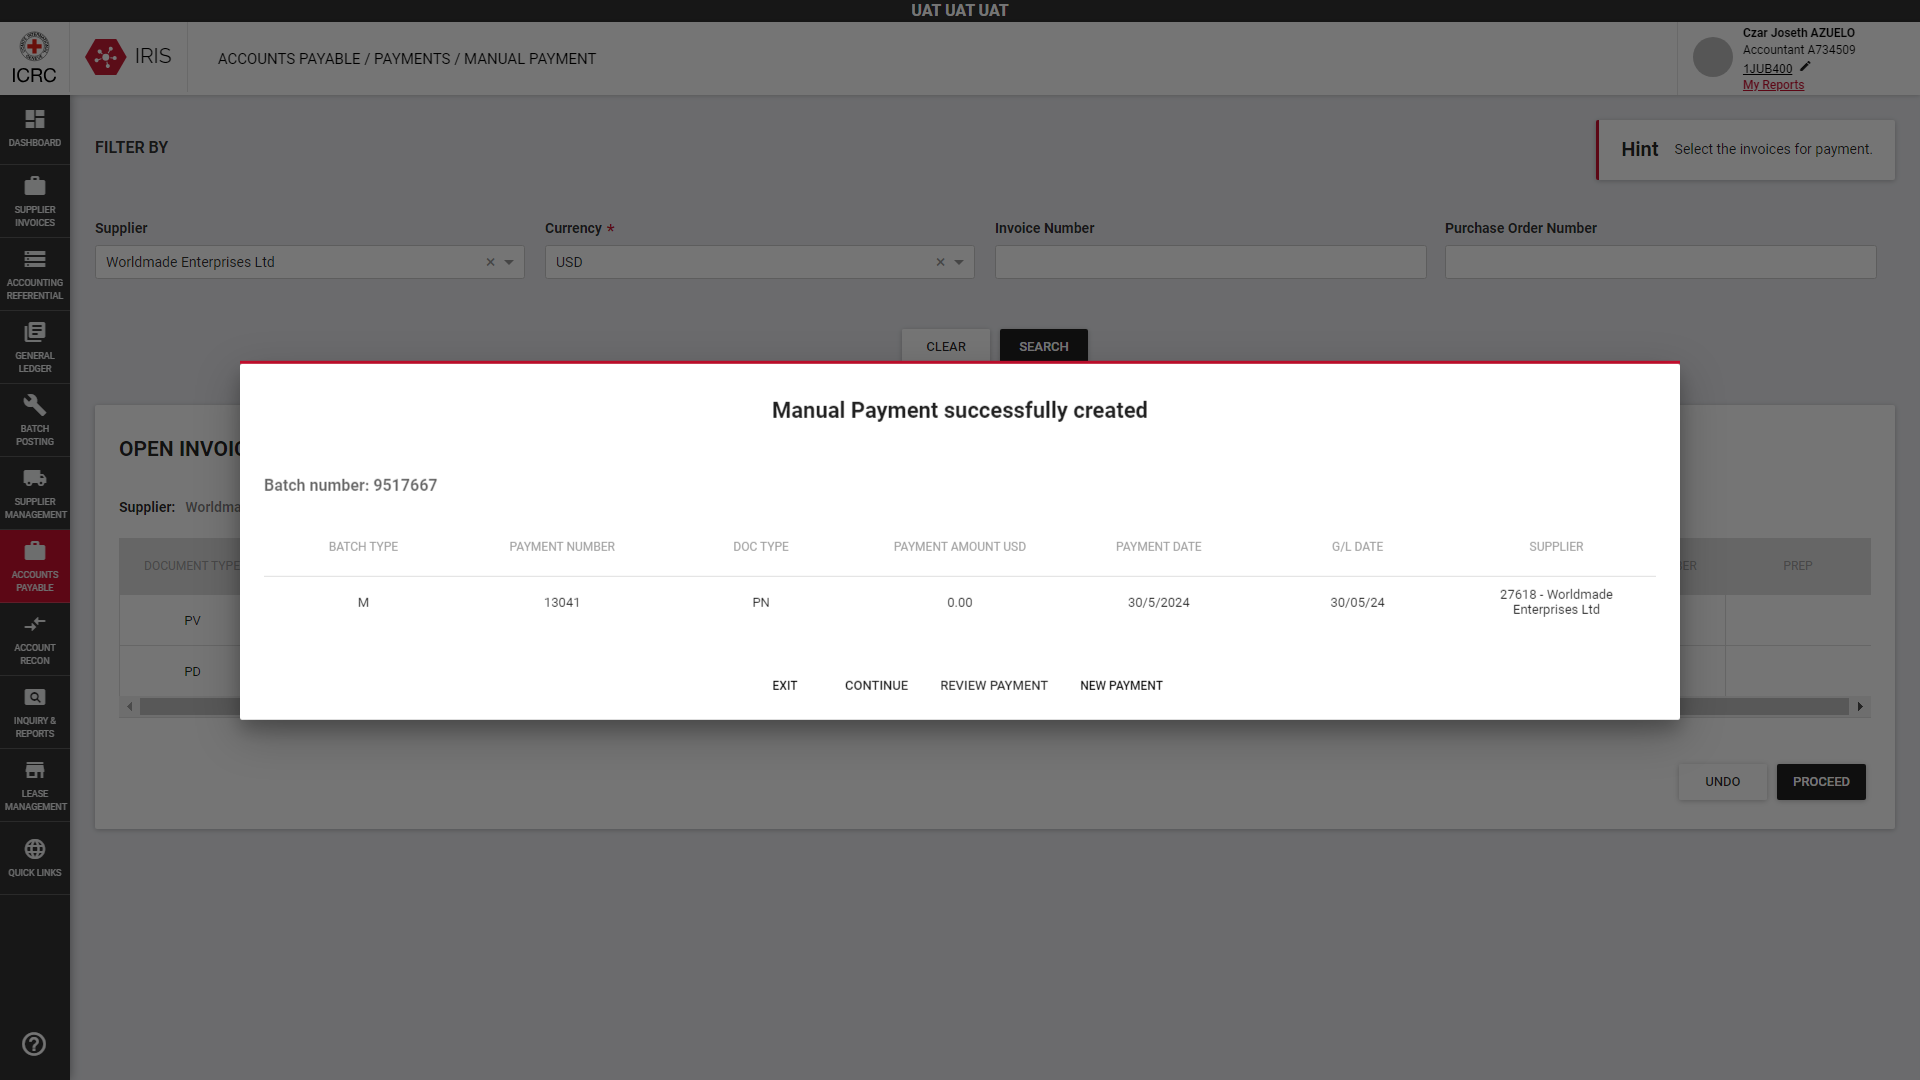 UAT UAT UAT
ICRC
IRIS
ACCOUNTS PAYABLE / PAYMENTS / MANUAL PAYMENT
Czar Joseth AZUELO
Accountant A734509
1JUB400
My Reports
DASHBOARD
SUPPLIER
INVOICES
ACCOUNTING
REFERENTIAL
GENERAL
LEDGER
BATCH
POSTING
SUPPLIER
MANAGEMENT
ACCOUNTS
PAYABLE
ACCOUNT
RECON
INQUIRY &
REPORTS
LEASE
MANAGEMENT
QUICK LINKS
FILTER BY
Hint Select the invoices for payment.
Supplier Currency * Invoice Number Purchase Order Number
Worldmade Enterprises Ltd × USD ×
CLEAR SEARCH
OPEN INVOIC
Supplier: Worldma
DOCUMENT TYPE ER PREP
PV
PD
Manual Payment successfully created
Batch number: 9517667
BATCH TYPE PAYMENT NUMBER DOC TYPE PAYMENT AMOUNT USD PAYMENT DATE G/L DATE SUPPLIER
M 13041 PN 0.00 30/5/2024 30/05/24 27618 - Worldmade
Enterprises Ltd
EXIT CONTINUE REVIEW PAYMENT NEW PAYMENT
UNDO PROCEED